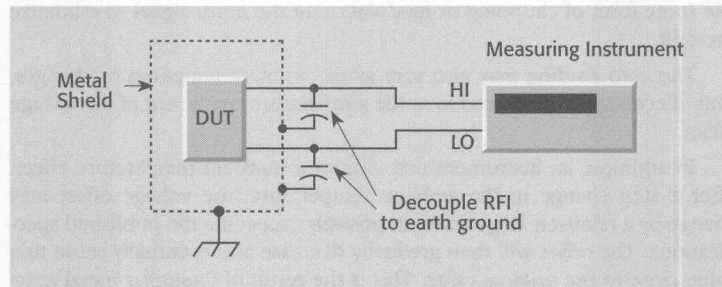 Measuring Instrument
Metal
Shield
DUT
HI
LO
Decouple RFI
to earth ground